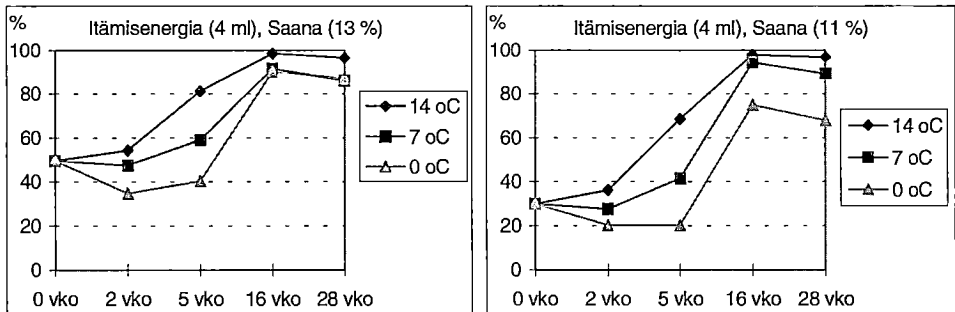 %
Itämisenergia (4 ml), Saana (13 %)
100
80
60
40
20
0
0 vko 2 vko 5 vko 16 vko 28 vko
14 oC
7 oC
0 oC
%
Itämisenergia (4 ml), Saana (11 %)
100
80
60
40
20
0
0 vko 2 vko 5 vko 16 vko 28 vko
14 oC
7 oC
0 oC